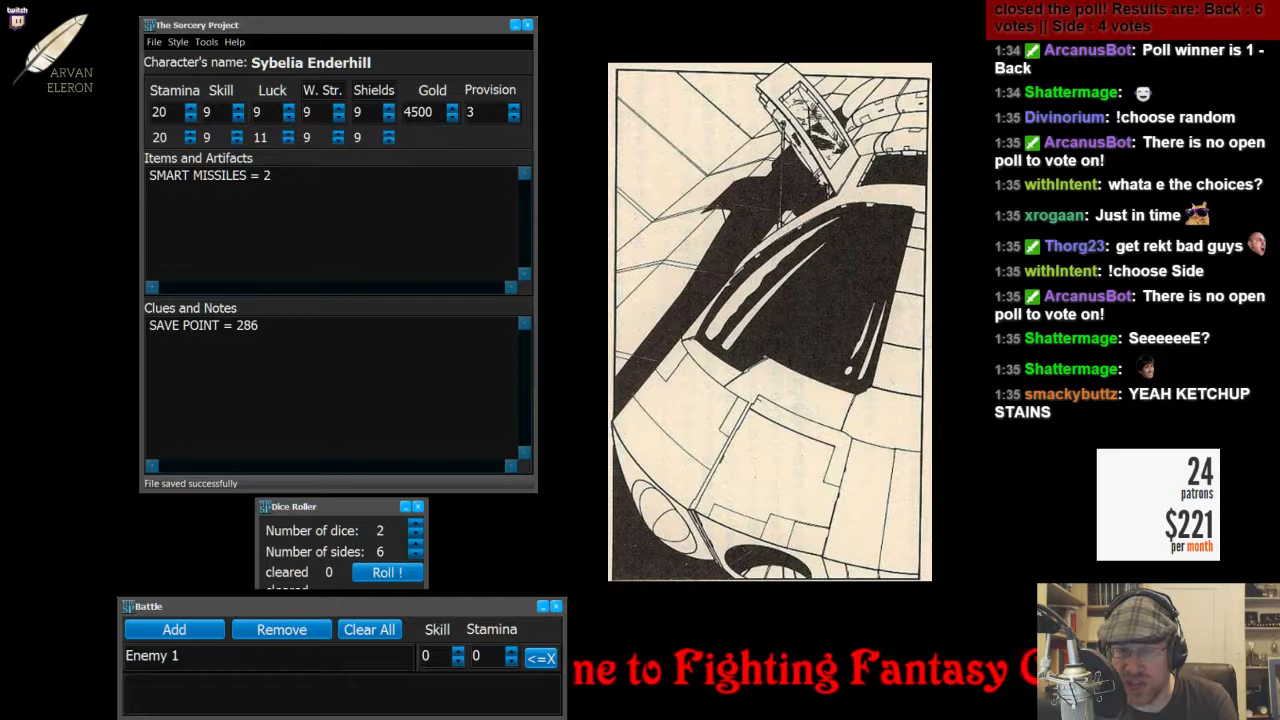 twitch
ARVAN
ELERON
The Sorcery Project
File Style Tools Help
Character's name: Sybelia Enderhill
Stamina Skill Luck W. Str. Shields Gold Provision
20 9 9 9 9 4500 3
20 9 11 9 9
Items and Artifacts
SMART MISSILES = 2
Clues and Notes
SAVE POINT = 286
File saved successfully
Dice Roller
Number of dice: 2
Number of sides: 6
cleared 0 Roll !
Battle
Add Remove Clear All Skill Stamina
Enemy 1 0 0 <=X
me to Fighting Fantasy
closed the poll! Results are: Back : 6
votes || Side : 4 votes
1:34 ArcanusBot: Poll winner is 1 -
Back
1:34 Shattermage:
1:35 Divinorium: !choose random
1:35 ArcanusBot: There is no open
poll to vote on!
1:35 withIntent: whata e the choices?
1:35 xrogaan: Just in time
1:35 Thorg23: get rekt bad guys
1:35 withIntent: !choose Side
1:35 ArcanusBot: There is no open
poll to vote on!
1:35 Shattermage: SeeeeeE?
1:35 Shattermage:
1:35 smackybuttz: YEAH KETCHUP
STAINS
24
patrons
$221
per month